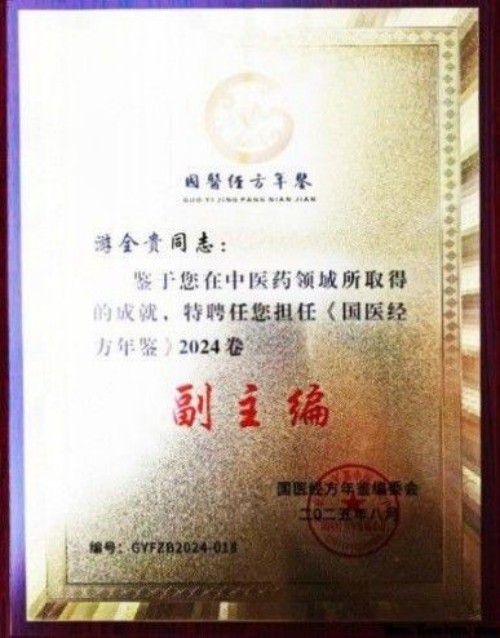 国醫経方年鑒
GUO YI JING FANG NIAN JIAN
游全贵同志：
鉴于您在中医药领域所取得
的成就，特聘任您担任《国医经
方年鉴》2024卷
副主编
国医经方年鉴编委会
二〇二五年八月
编号：GYFZB2024-018